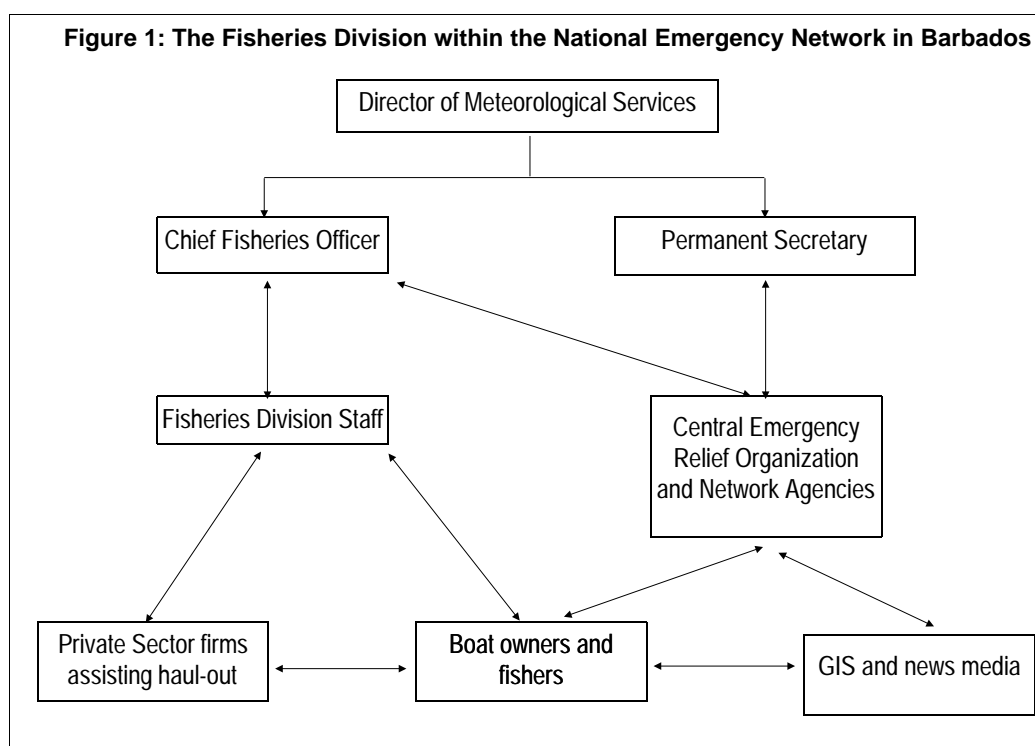 Figure 1: The Fisheries Division within the National Emergency Network in Barbados
Director of Meteorological Services
Chief Fisheries Officer
Permanent Secretary
Fisheries Division Staff
Central Emergency
Relief Organization
and Network Agencies
Private Sector firms
assisting haul-out
Boat owners and
fishers
GIS and news media